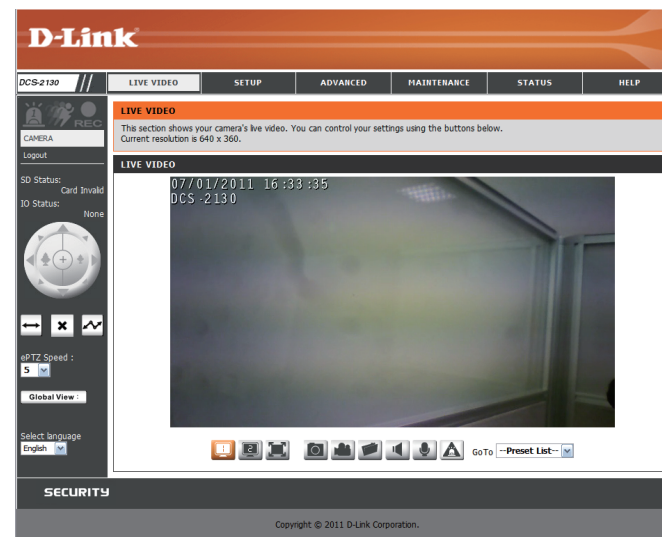 D-Link
DCS-2130
LIVE VIDEO SETUP ADVANCED MAINTENANCE STATUS HELP
REC
CAMERA
Logout
SD Status:
Card Invalid
IO Status:
None
ePTZ Speed :
5
Global View :
Select language
English
LIVE VIDEO
This section shows your camera's live video. You can control your settings using the buttons below.
Current resolution is 640 x 360.
LIVE VIDEO
07/01/2011 16:33:35
DCS-2130
1 2
GoTo --Preset List--
SECURITY
Copyright © 2011 D-Link Corporation.